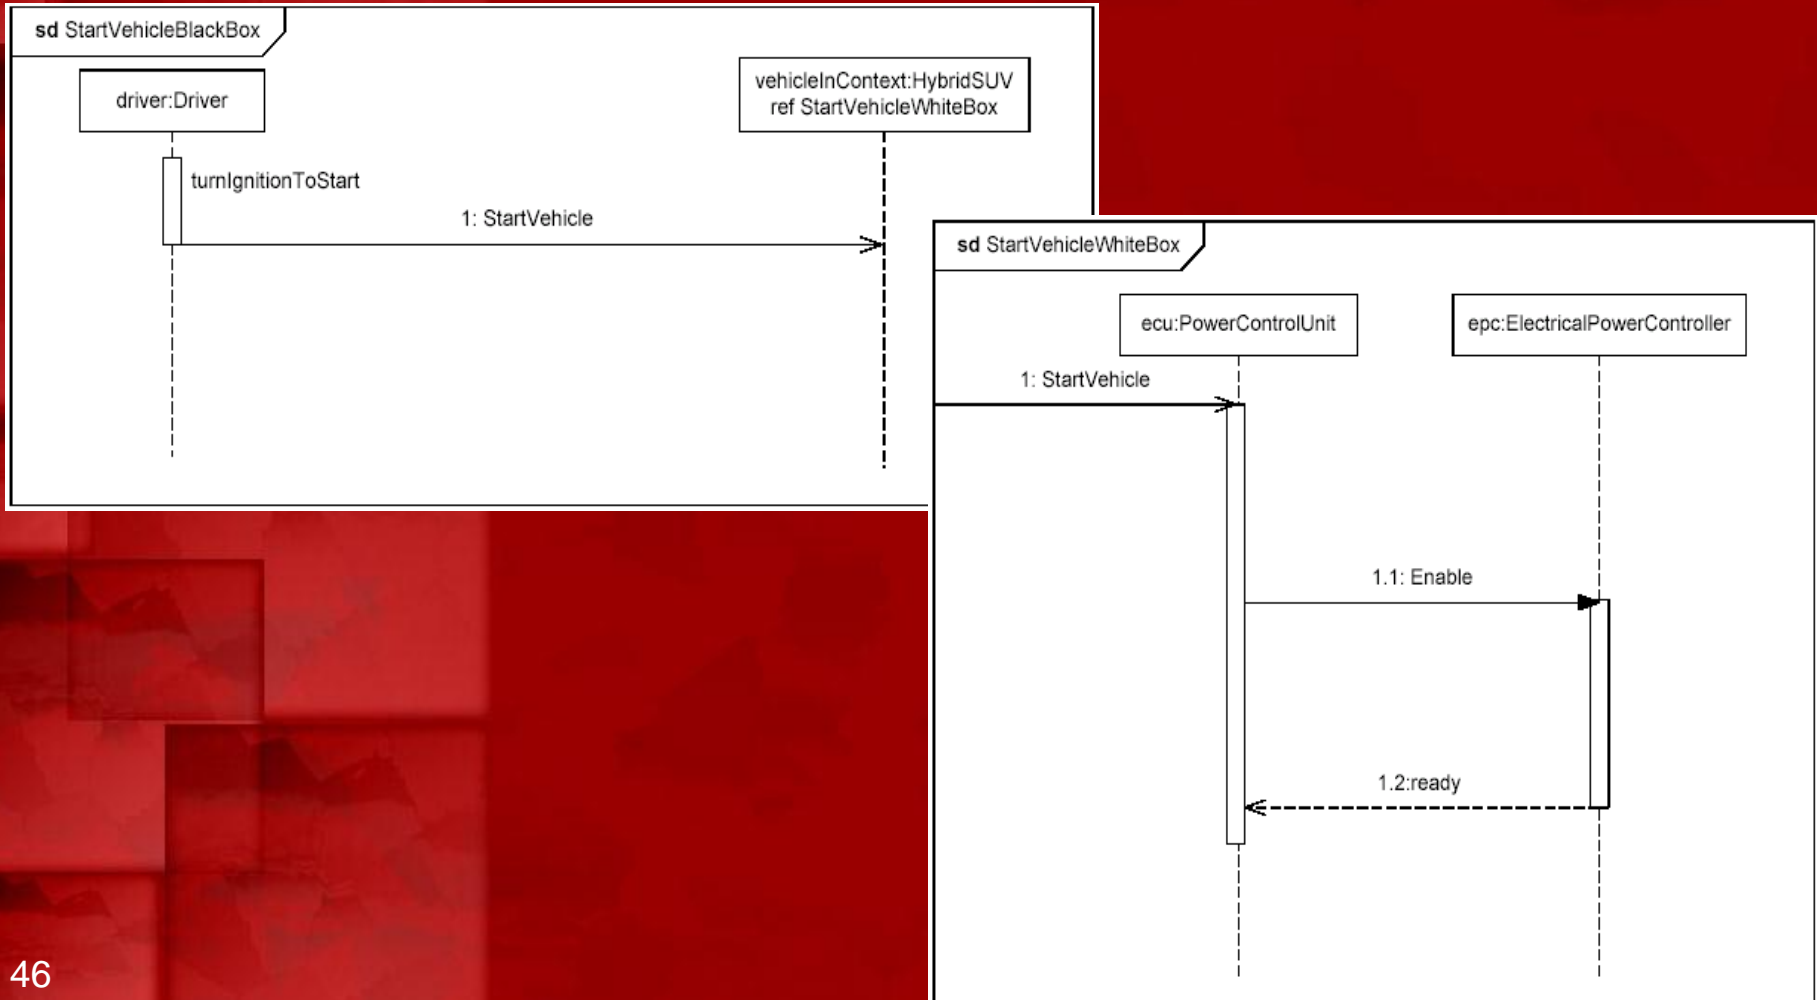 sd StartVehicleBlackBox
driver:Driver
vehicleInContext:HybridSUV
ref StartVehicleWhiteBox
turnIgnitionToStart
1: StartVehicle
sd StartVehicleWhiteBox
ecu:PowerControlUnit
epc:ElectricalPowerController
1: StartVehicle
1.1: Enable
1.2:ready
46